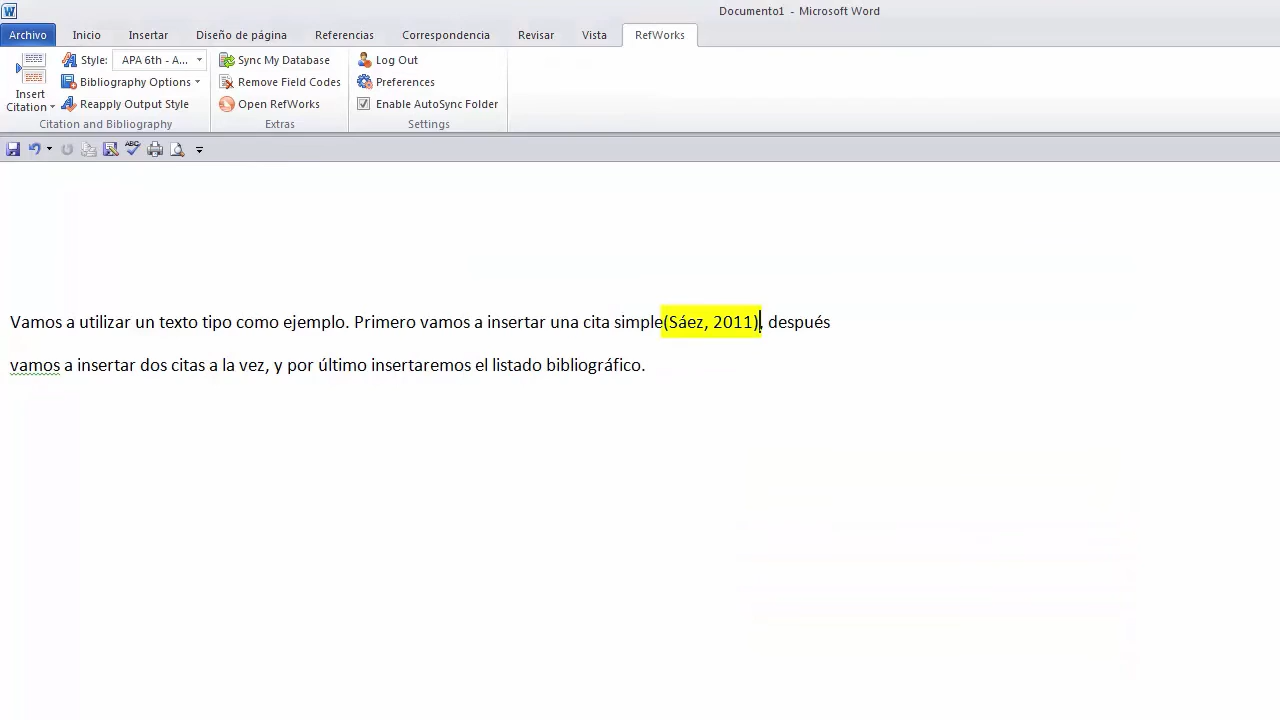 Documento1 - Microsoft Word
Archivo Inicio Insertar Diseño de página Referencias Correspondencia Revisar Vista RefWorks
Insert Citation
Style: APA 6th - A...
Bibliography Options
Reapply Output Style
Citation and Bibliography
Sync My Database
Remove Field Codes
Open RefWorks
Extras
Log Out
Preferences
Enable AutoSync Folder
Settings
Vamos a utilizar un texto tipo como ejemplo. Primero vamos a insertar una cita simple(Sáez, 2011), después
vamos a insertar dos citas a la vez, y por último insertaremos el listado bibliográfico.